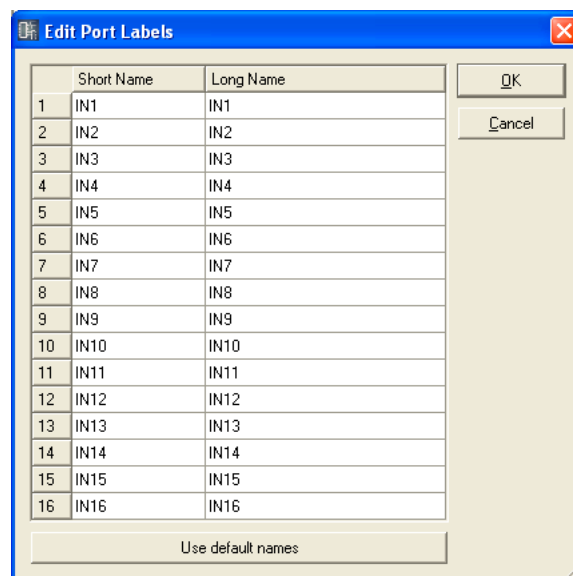 Edit Port Labels
Short Name Long Name
1 IN1 IN1
2 IN2 IN2
3 IN3 IN3
4 IN4 IN4
5 IN5 IN5
6 IN6 IN6
7 IN7 IN7
8 IN8 IN8
9 IN9 IN9
10 IN10 IN10
11 IN11 IN11
12 IN12 IN12
13 IN13 IN13
14 IN14 IN14
15 IN15 IN15
16 IN16 IN16
OK
Cancel
Use default names